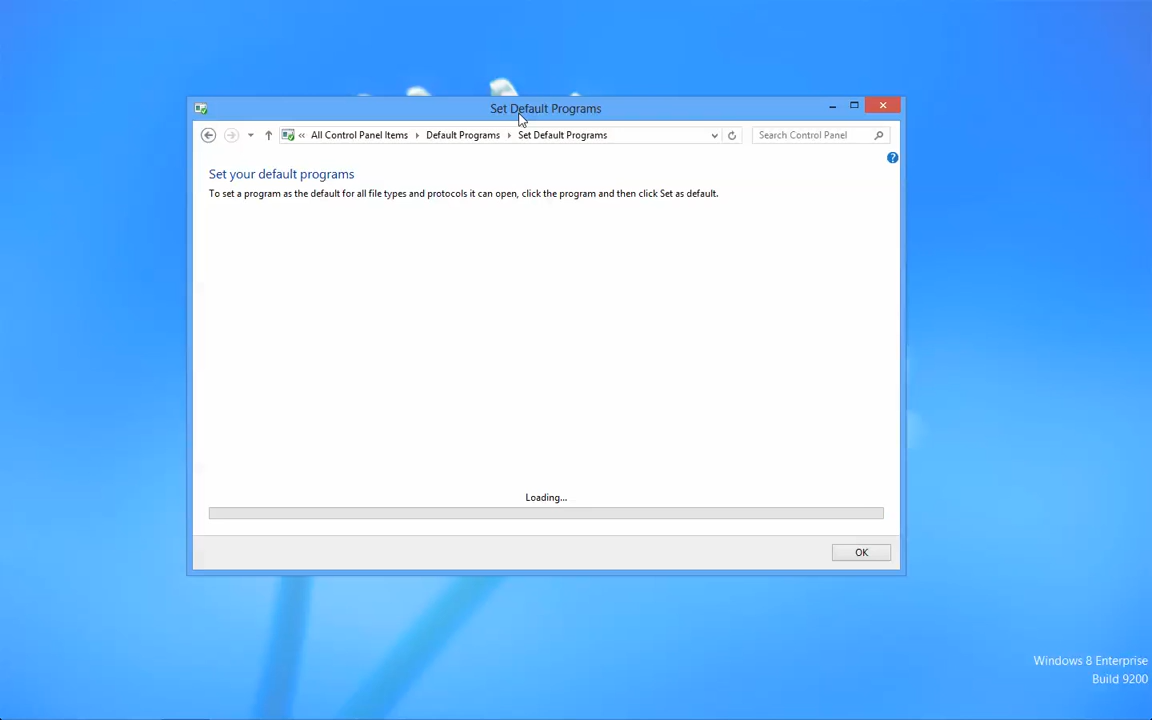 Set Default Programs
« All Control Panel Items Default Programs Set Default Programs
Search Control Panel
?
Set your default programs
To set a program as the default for all file types and protocols it can open, click the program and then click Set as default.
Loading...
OK
Windows 8 Enterprise
Build 9200